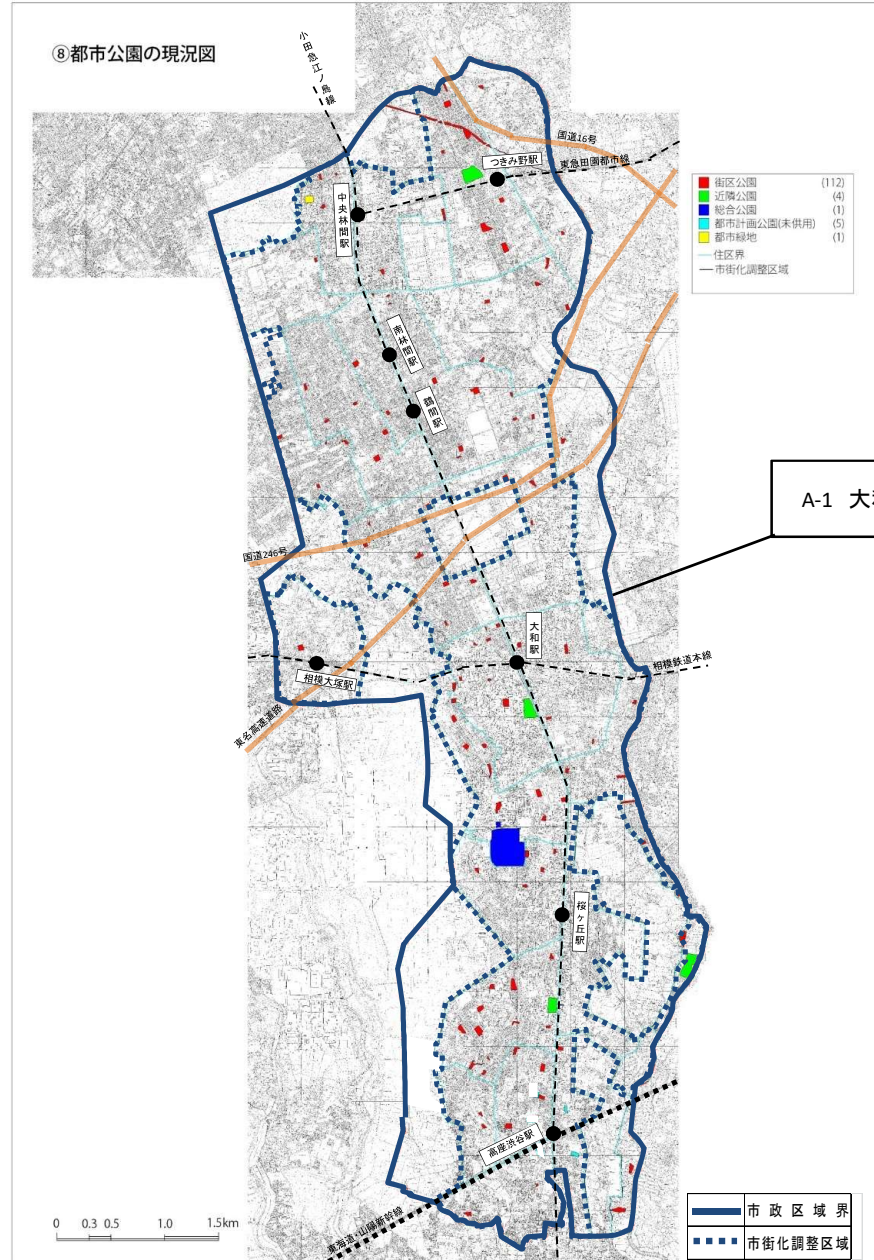 ⑧都市公園の現況図
小田急江ノ島線
国道16号
つきみ野駅
東急田園都市線
中央林間駅
街区公園 (112)
近隣公園 (4)
総合公園 (1)
都市計画公園(未供用) (5)
都市緑地 (1)
住区界
市街化調整区域
南林間駅
鶴間駅
A-1 大
国道246号
大和駅
相模鉄道本線
相模大塚駅
東名高速道路
桜ヶ丘駅
高座渋谷駅
東海道・山陽新幹線
0 0.3 0.5 1.0 1.5km
市政区域界
市街化調整区域